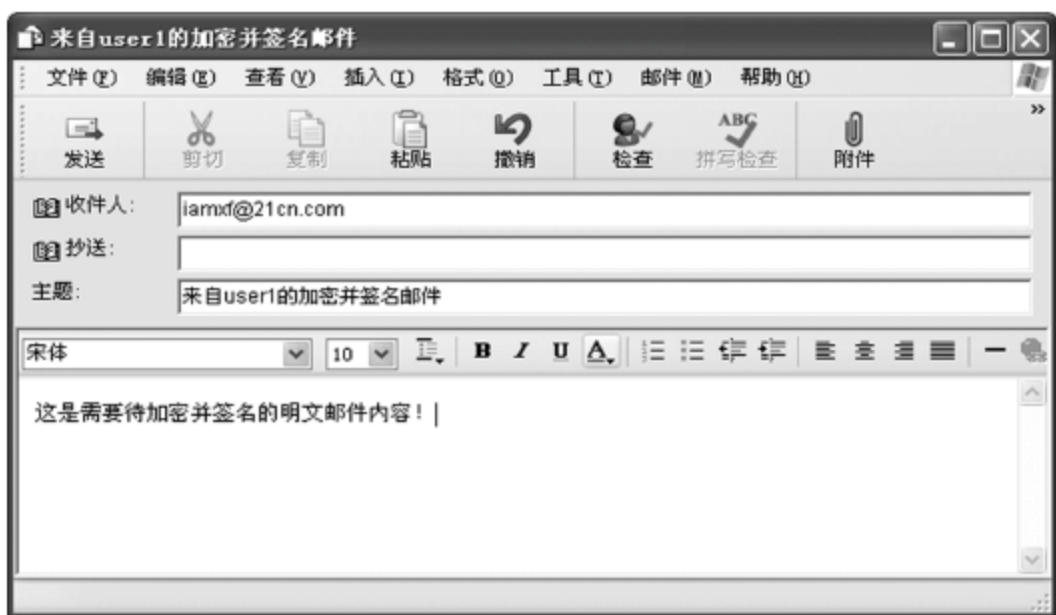 来自user1的加密并签名邮件
文件(F) 编辑(E) 查看(V) 插入(I) 格式(O) 工具(T) 邮件(M) 帮助(H)
发送 剪切 复制 粘贴 撤销 检查 ABC 拼写检查 附件 »
收件人: iamxf@21cn.com
抄送:
主题: 来自user1的加密并签名邮件
宋体 10 B I U A
这是需要待加密并签名的明文邮件内容!